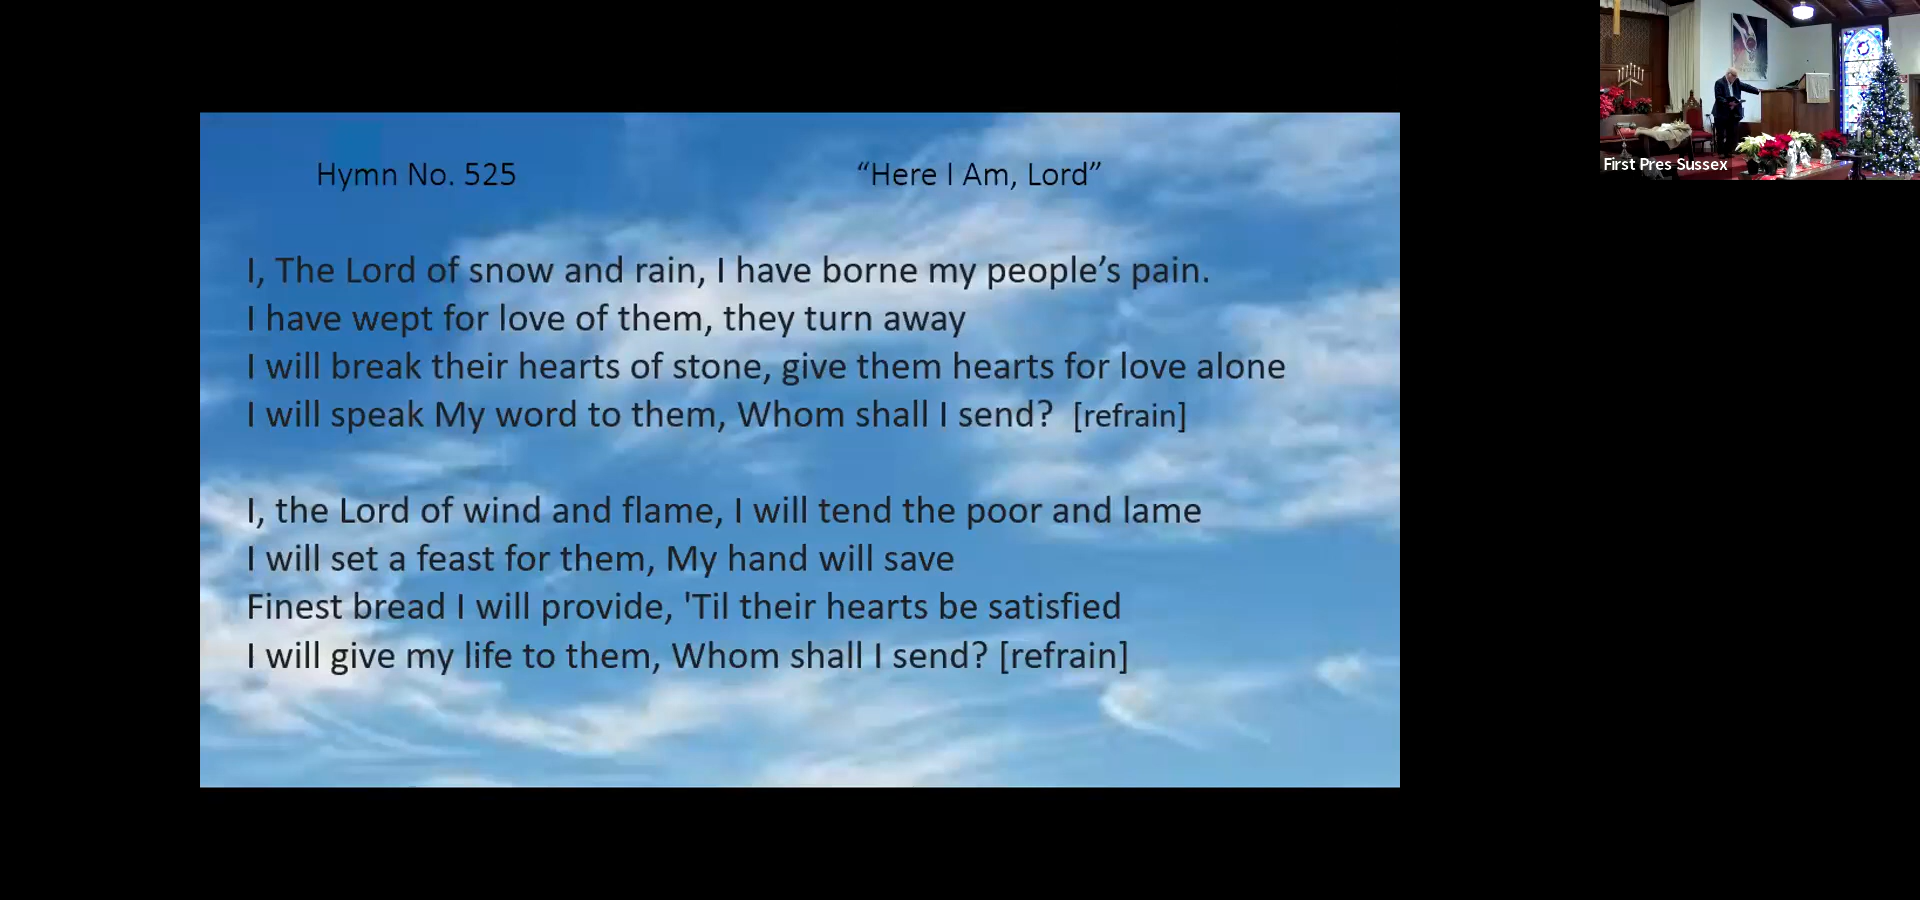 Hymn No. 525 “Here I Am, Lord”
I, The Lord of snow and rain, I have borne my people’s pain.
I have wept for love of them, they turn away
I will break their hearts of stone, give them hearts for love alone
I will speak My word to them, Whom shall I send? [refrain]
I, the Lord of wind and flame, I will tend the poor and lame
I will set a feast for them, My hand will save
Finest bread I will provide, 'Til their hearts be satisfied
I will give my life to them, Whom shall I send? [refrain]
First Pres Sussex